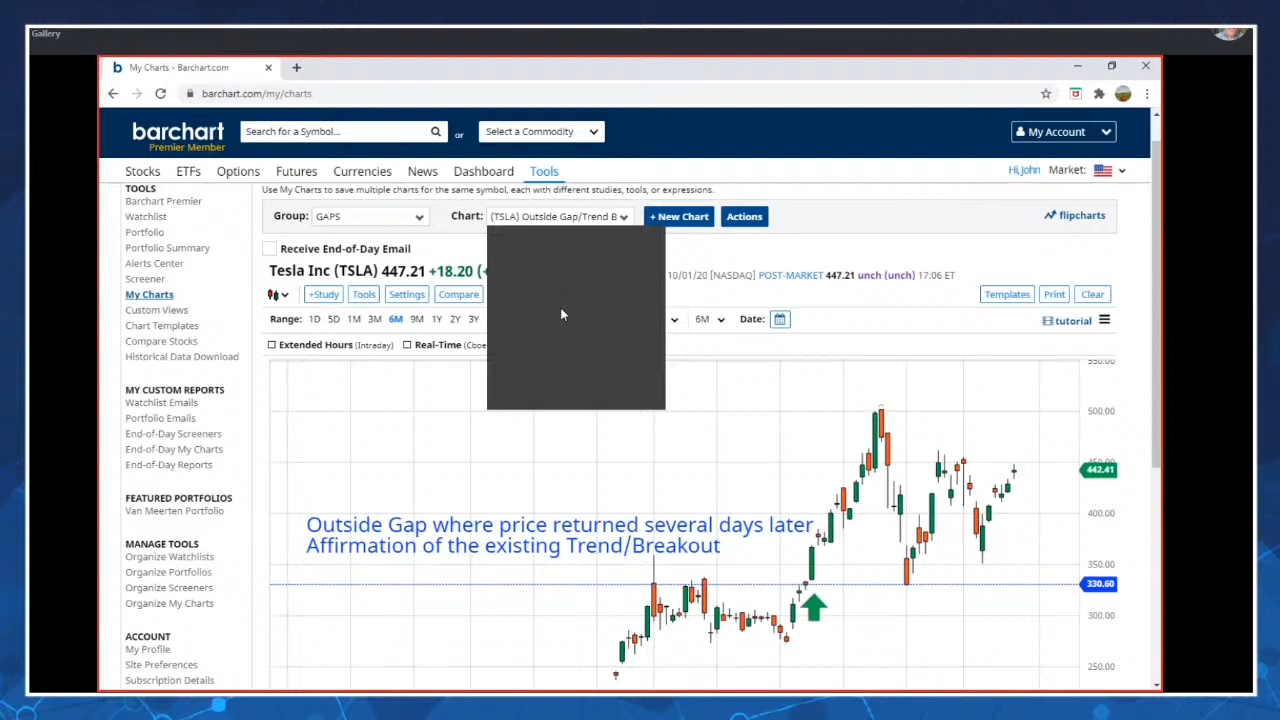 Gallery
My Charts - Barchart.com
barchart.com/my/charts
barchart
Premier Member
Search for a Symbol...
or
Select a Commodity
My Account
Stocks
ETFs
Options
Futures
Currencies
News
Dashboard
Tools
Hi, john
Market:
TOOLS
Barchart Premier
Watchlist
Portfolio
Portfolio Summary
Alerts Center
Screener
My Charts
Custom Views
Chart Templates
Compare Stocks
Historical Data Download
MY CUSTOM REPORTS
Watchlist Emails
Portfolio Emails
End-of-Day Screeners
End-of-Day My Charts
End-of-Day Reports
FEATURED PORTFOLIOS
Van Meerten Portfolio
MANAGE TOOLS
Organize Watchlists
Organize Portfolios
Organize Screeners
Organize My Charts
ACCOUNT
My Profile
Site Preferences
Subscription Details
Use My Charts to save multiple charts for the same symbol, each with different studies, tools, or expressions.
Group:
GAPS
Chart:
(TSLA) Outside Gap/Trend B
+ New Chart
Actions
flipcharts
Receive End-of-Day Email
Tesla Inc (TSLA) 447.21 +18.20 (+
10/01/20 [NASDAQ] POST-MARKET 447.21 unch (unch) 17:06 ET
+Study
Tools
Settings
Compare
Templates
Print
Clear
Range: 1D 5D 1M 3M 6M 9M 1Y 2Y 3Y
6M
Date:
tutorial
Extended Hours (Intraday)
Real-Time (Cboe
550.00
500.00
450.00
442.41
400.00
350.00
330.60
300.00
250.00
Outside Gap where price returned several days later
Affirmation of the existing Trend/Breakout